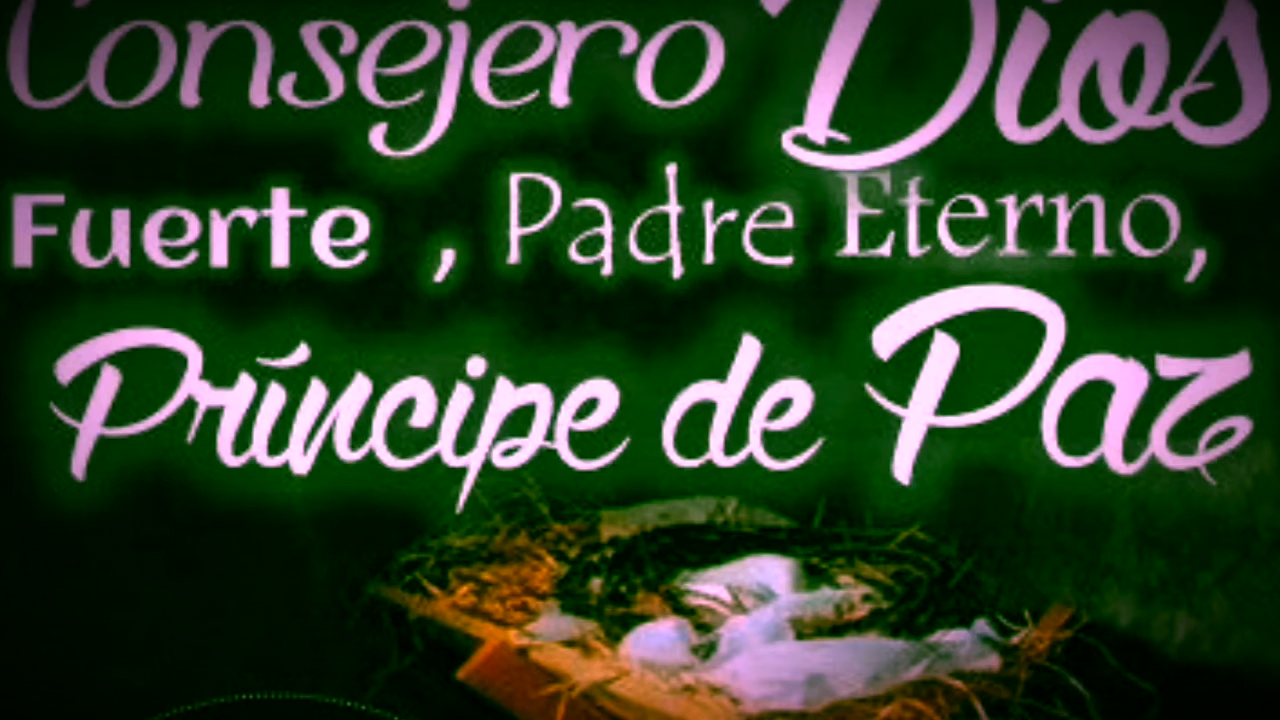 Consejero Dios
Fuerte , Padre Eterno,
Príncipe de Paz